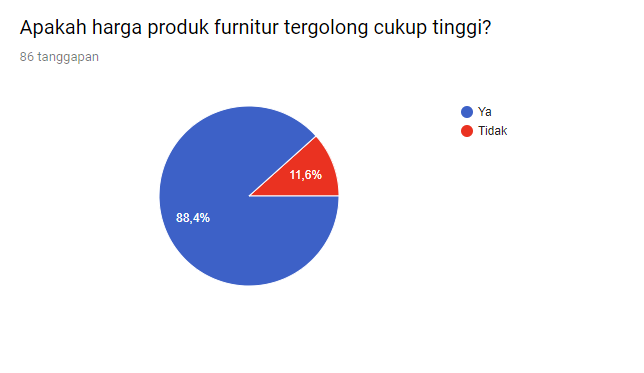 Apakah harga produk furnitur tergolong cukup tinggi?
86 tanggapan
Ya
Tidak
11,6%
88,4%